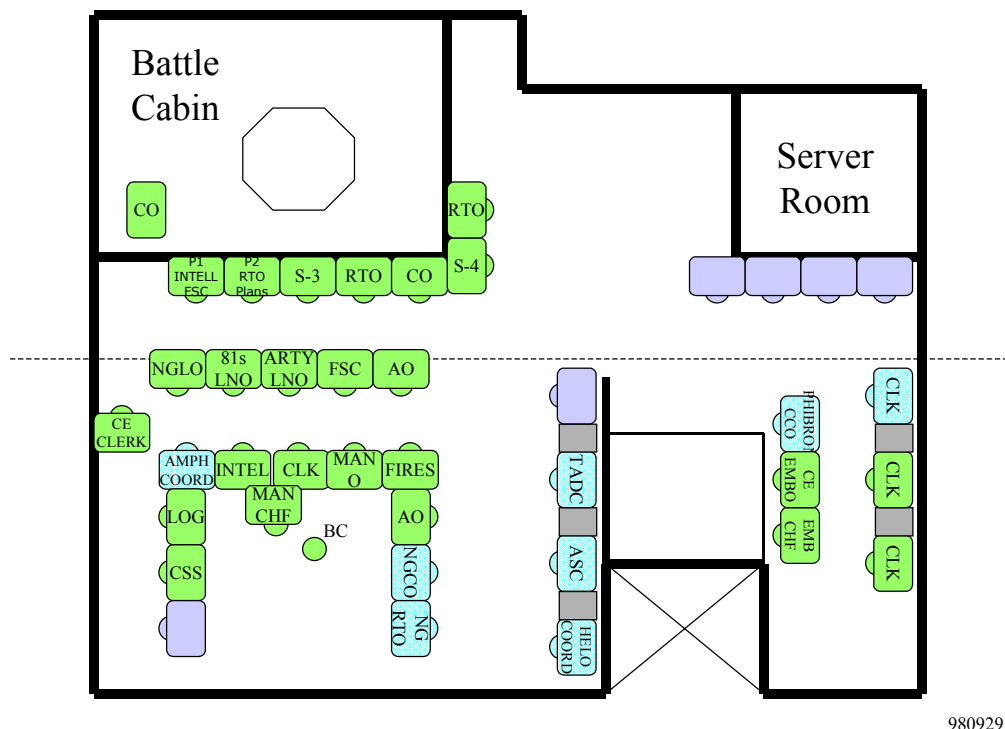 Battle
Cabin
Server
Room
CO
RTO
S-4
P1
INTELL
FSC
P2
RTO
Plans
S-3
RTO
CO
NGLO
81s
LNO
ARTY
LNO
FSC
AO
CE
CLERK
AMPH
COORD
INTEL
CLK
MAN
O
FIRES
MAN
CHF
LOG
AO
BC
CSS
NGCO
NG
RTO
TADC
ASC
HELO
COORD
PHIBRON
CCO
CE
EMBO
EMB
CHF
CLK
CLK
CLK
980929